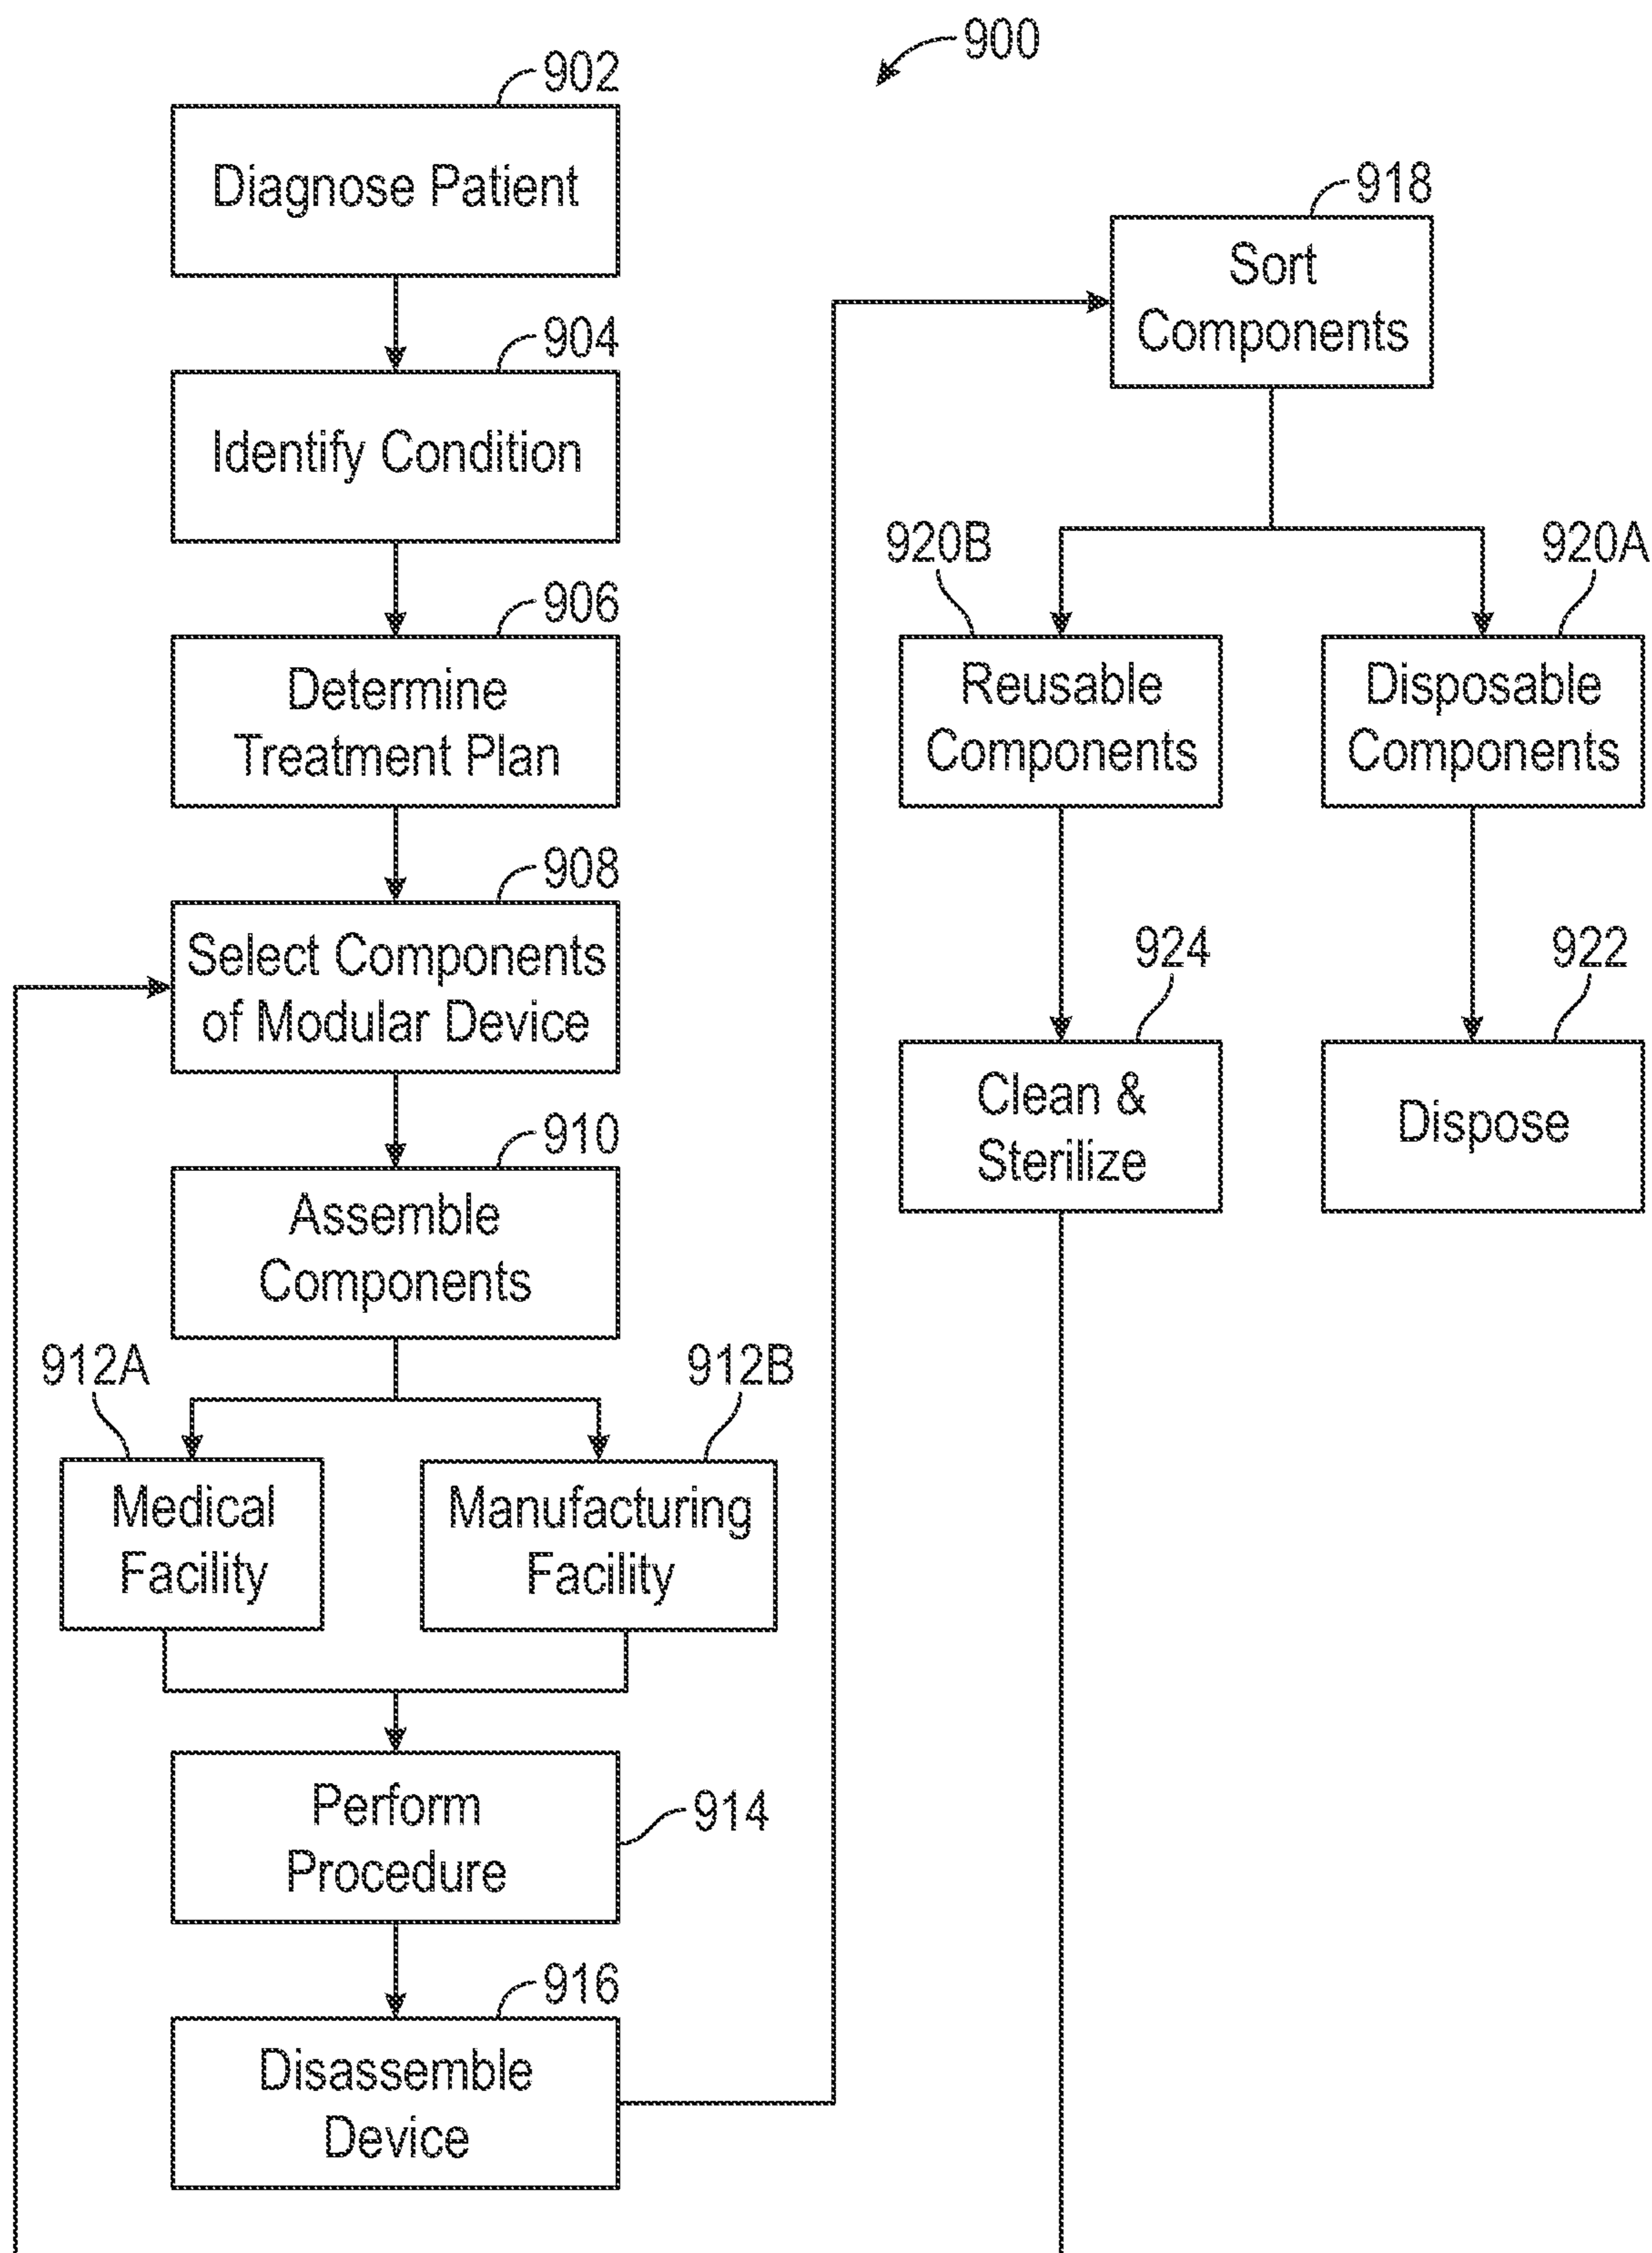 900
902
Diagnose Patient
904
Identify Condition
906
Determine
Treatment Plan
908
Select Components
of Modular Device
910
Assemble
Components
912A
Medical
Facility
912B
Manufacturing
Facility
Perform
Procedure
914
916
Disassemble
Device
918
Sort
Components
920B
Reusable
Components
920A
Disposable
Components
924
Clean &
Sterilize
922
Dispose